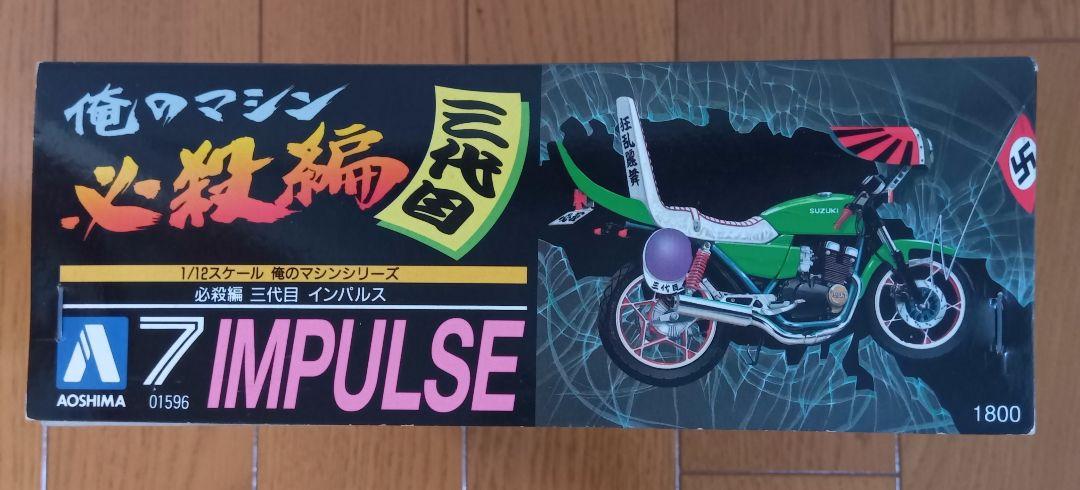 俺のマシン
必殺編
三代目
1/12スケール 俺のマシンシリーズ
必殺編 三代目 インパルス
AOSHIMA
7
01596
IMPULSE
狂乱麗舞
SUZUKI
三代目
1800